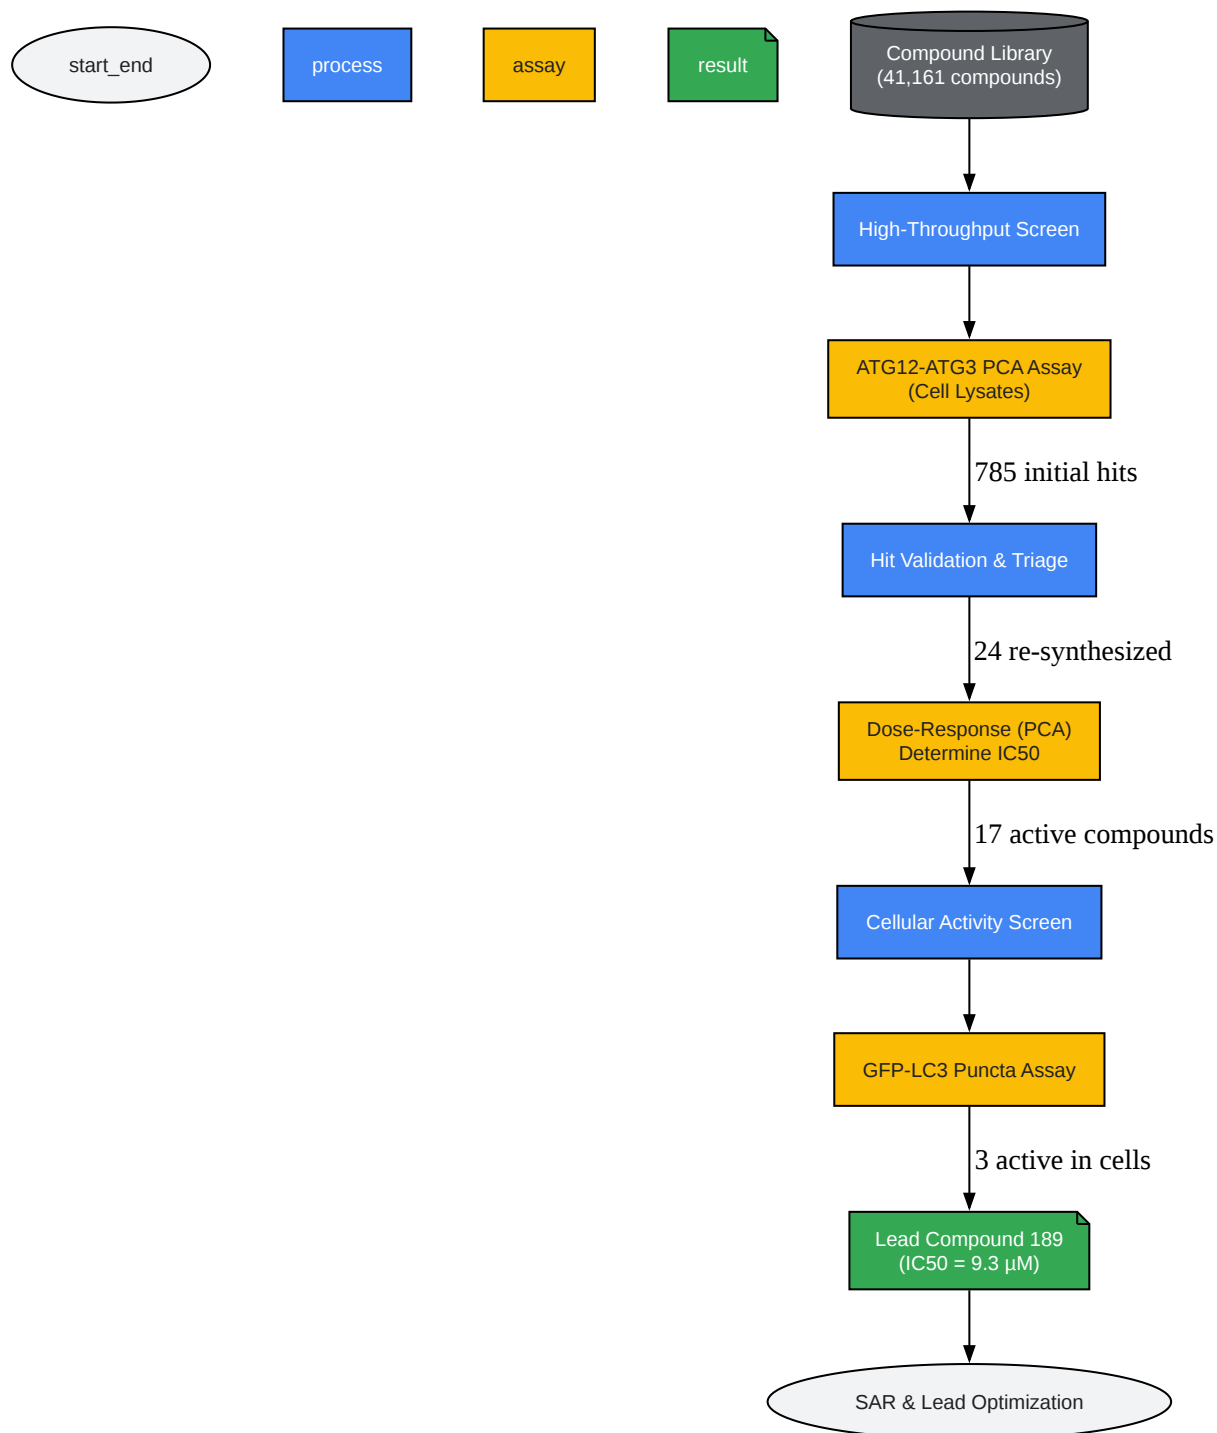 start_end
process
assay
result
Compound Library
(41,161 compounds)
High-Throughput Screen
ATG12-ATG3 PCA Assay
(Cell Lysates)
785 initial hits
Hit Validation & Triage
24 re-synthesized
Dose-Response (PCA)
Determine IC50
17 active compounds
Cellular Activity Screen
GFP-LC3 Puncta Assay
3 active in cells
Lead Compound 189
(IC50 = 9.3 µM)
SAR & Lead Optimization